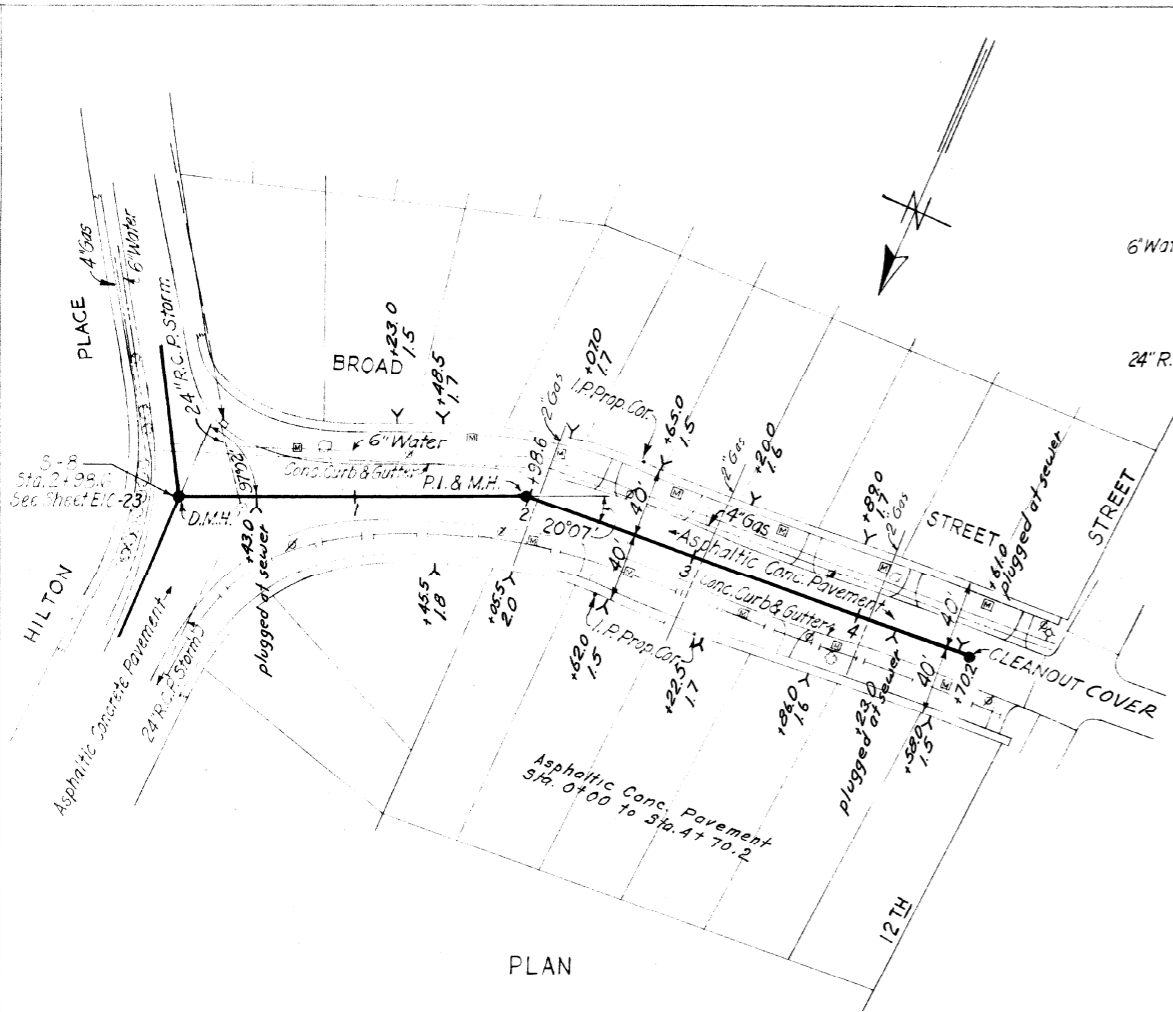 4"Gas
6"Water
PLACE
24" R.C.P. Storm
HILTON
S-8
Sta. 2+98.6
See Sheet EIC-23
D.M.H.
+43.0
plugged at sewer
Asphaltic Concrete Pavement
24" R.C.P. Storm
BROAD
+23.0
1.5
+48.5
1.7
6" Water
Conc. Curb & Gutter
P.I. & M.H.
1
2
+98.6
2" Gas
+07.0
1.7
I.P. Prop. Cor.
+65.0
1.5
2" Gas
+20.0
1.6
4" Gas
+89.0
1.7
2" Gas
STREET
+61.0
plugged at sewer
STREET
20°07'
40'
40'
Asphaltic Conc. Pavement
3
Conc. Curb & Gutter
4
40'
40'
+70.2
CLEANOUT COVER
+45.5
1.8
+05.5
2.0
+62.0
1.5
I.P. Prop. Cor.
+22.5
1.7
+86.0
1.6
+23.0
plugged at sewer
+58.0
1.5
Asphaltic Conc. Pavement
Sta. 0+00 to Sta. 4+70.2
12TH
N
6" Wat
24" R.
PLAN